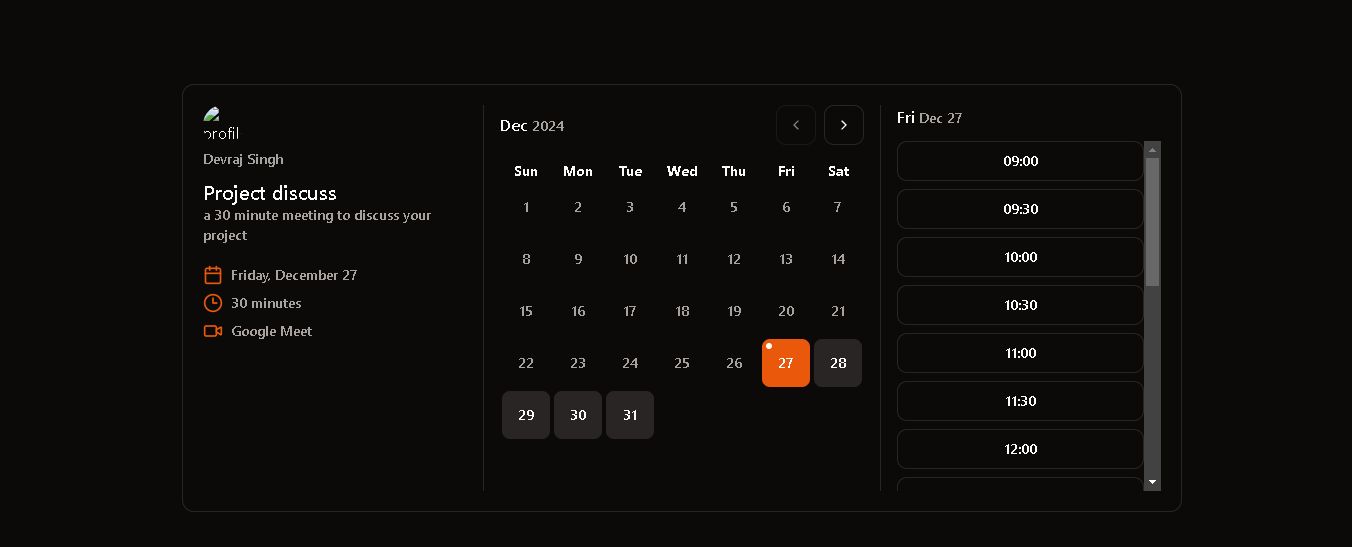 profil
Devraj Singh
Project discuss
a 30 minute meeting to discuss your
project
Friday, December 27
30 minutes
Google Meet
Dec 2024
Sun Mon Tue Wed Thu Fri Sat
1 2 3 4 5 6 7
8 9 10 11 12 13 14
15 16 17 18 19 20 21
22 23 24 25 26 27 28
29 30 31
Fri Dec 27
09:00
09:30
10:00
10:30
11:00
11:30
12:00